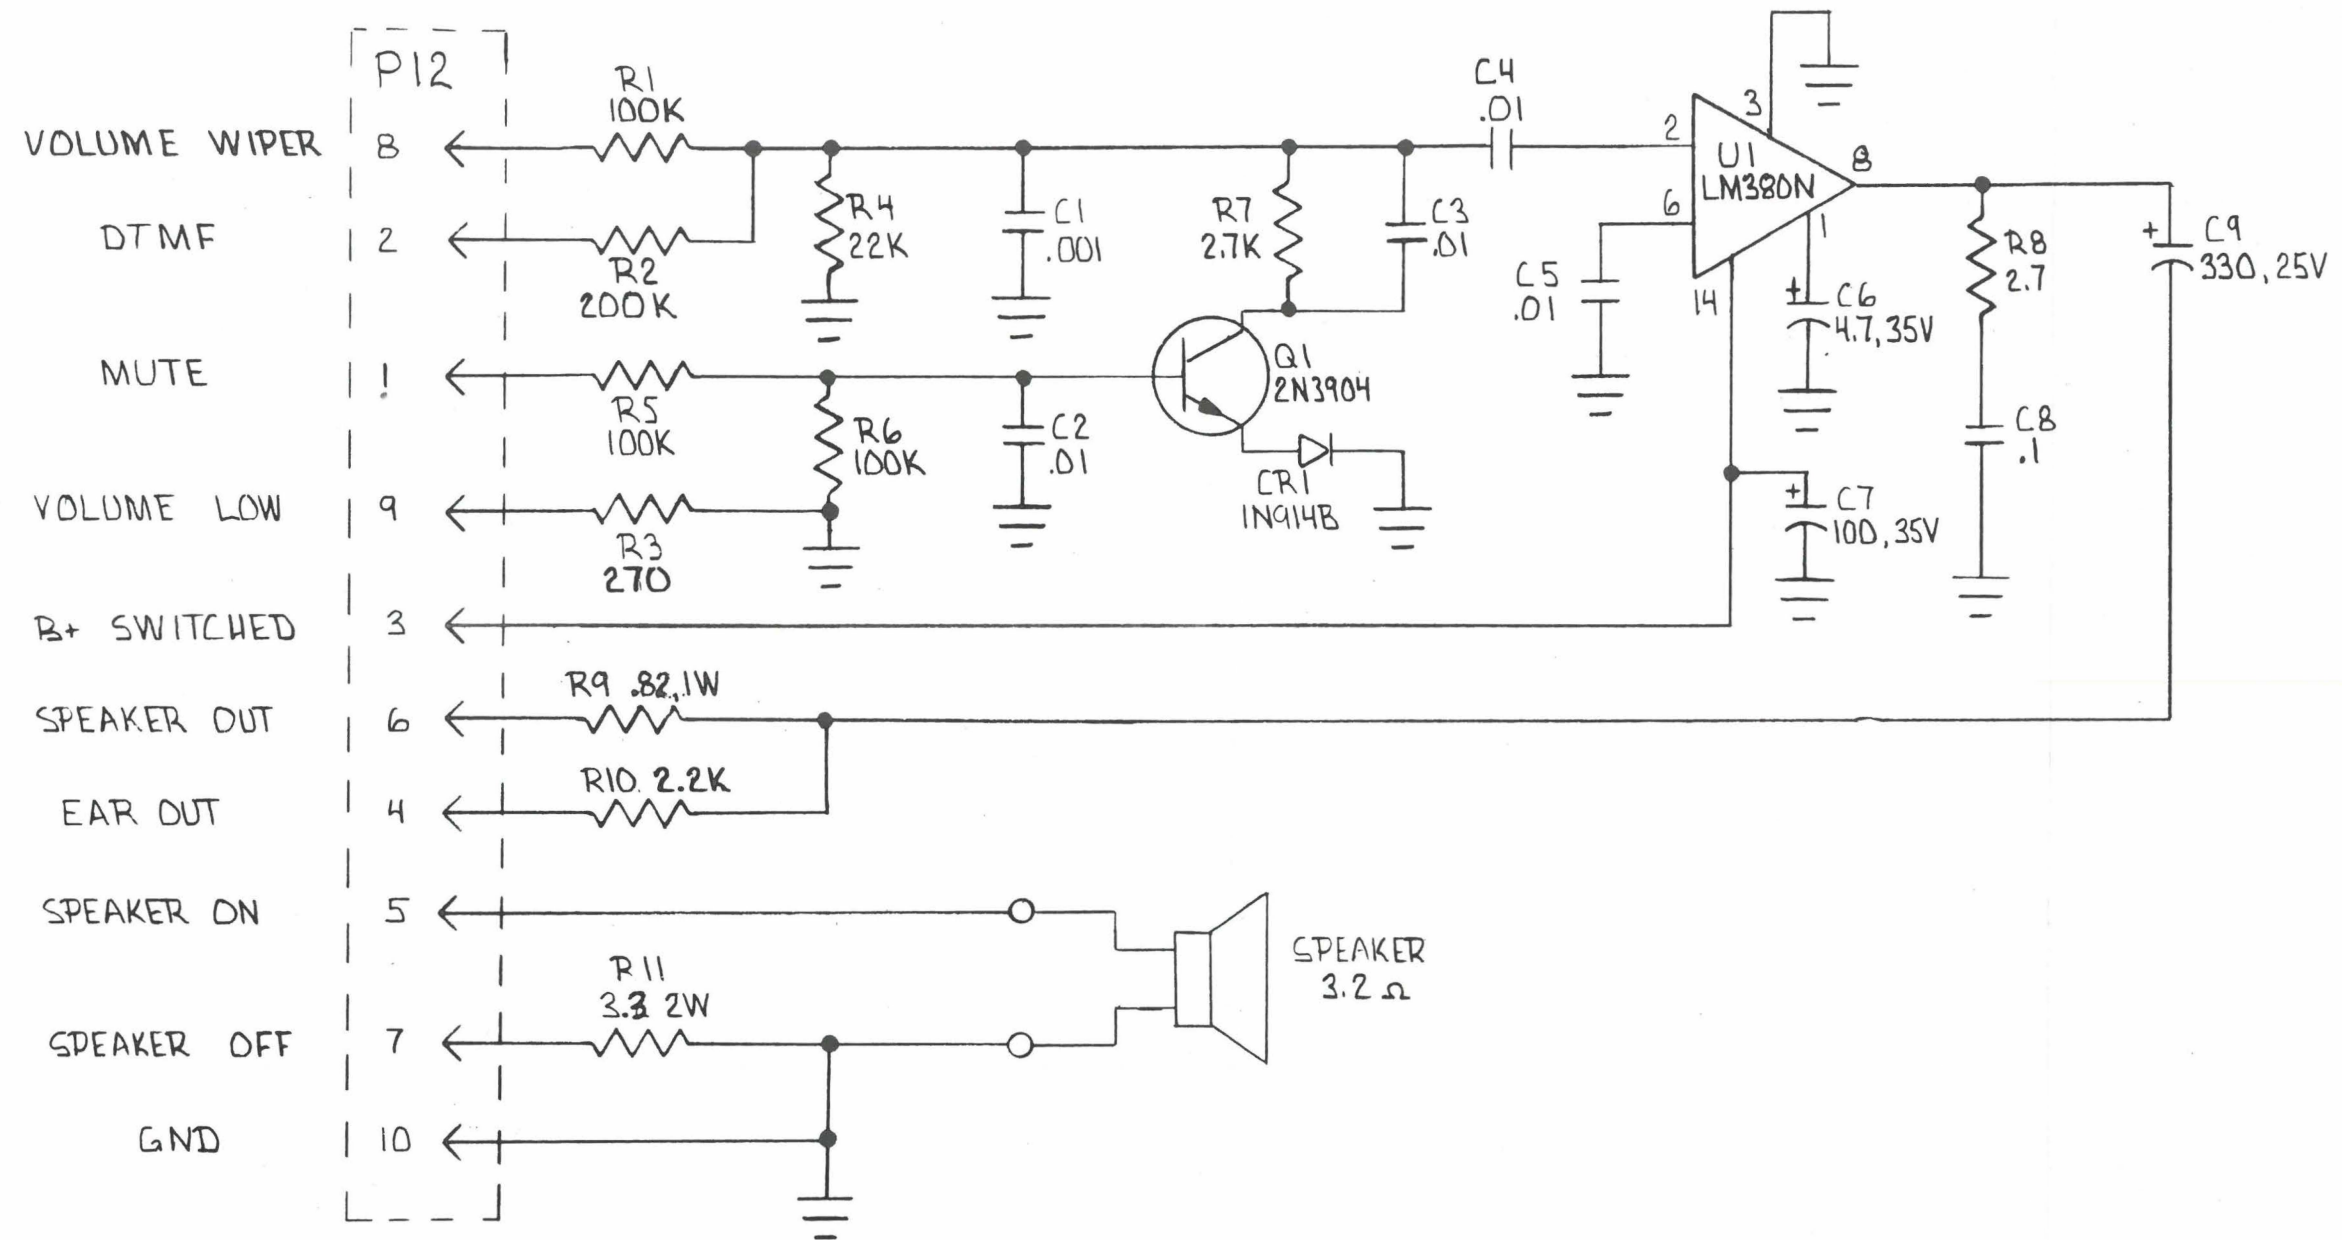 P12
VOLUME WIPER 8
R1
100K
DTMF 2
R2
200K
MUTE 1
R5
100K
VOLUME LOW 9
R3
270
B+ SWITCHED 3
SPEAKER OUT 6
R9 .82, 1W
EAR OUT 4
R10. 2.2K
SPEAKER ON 5
SPEAKER OFF 7
R11
3.3 2W
GND 10
R4
22K
C1
.001
R6
100K
C2
.01
R7
2.7K
C3
.01
Q1
2N3904
CR1
1N914B
C4
.01
C5
.01
2
6
3
U1
LM380N
8
1
14
+ C6
4.7, 35V
+ C7
100, 35V
R8
2.7
C8
.1
+ C9
330, 25V
SPEAKER
3.2 Ω